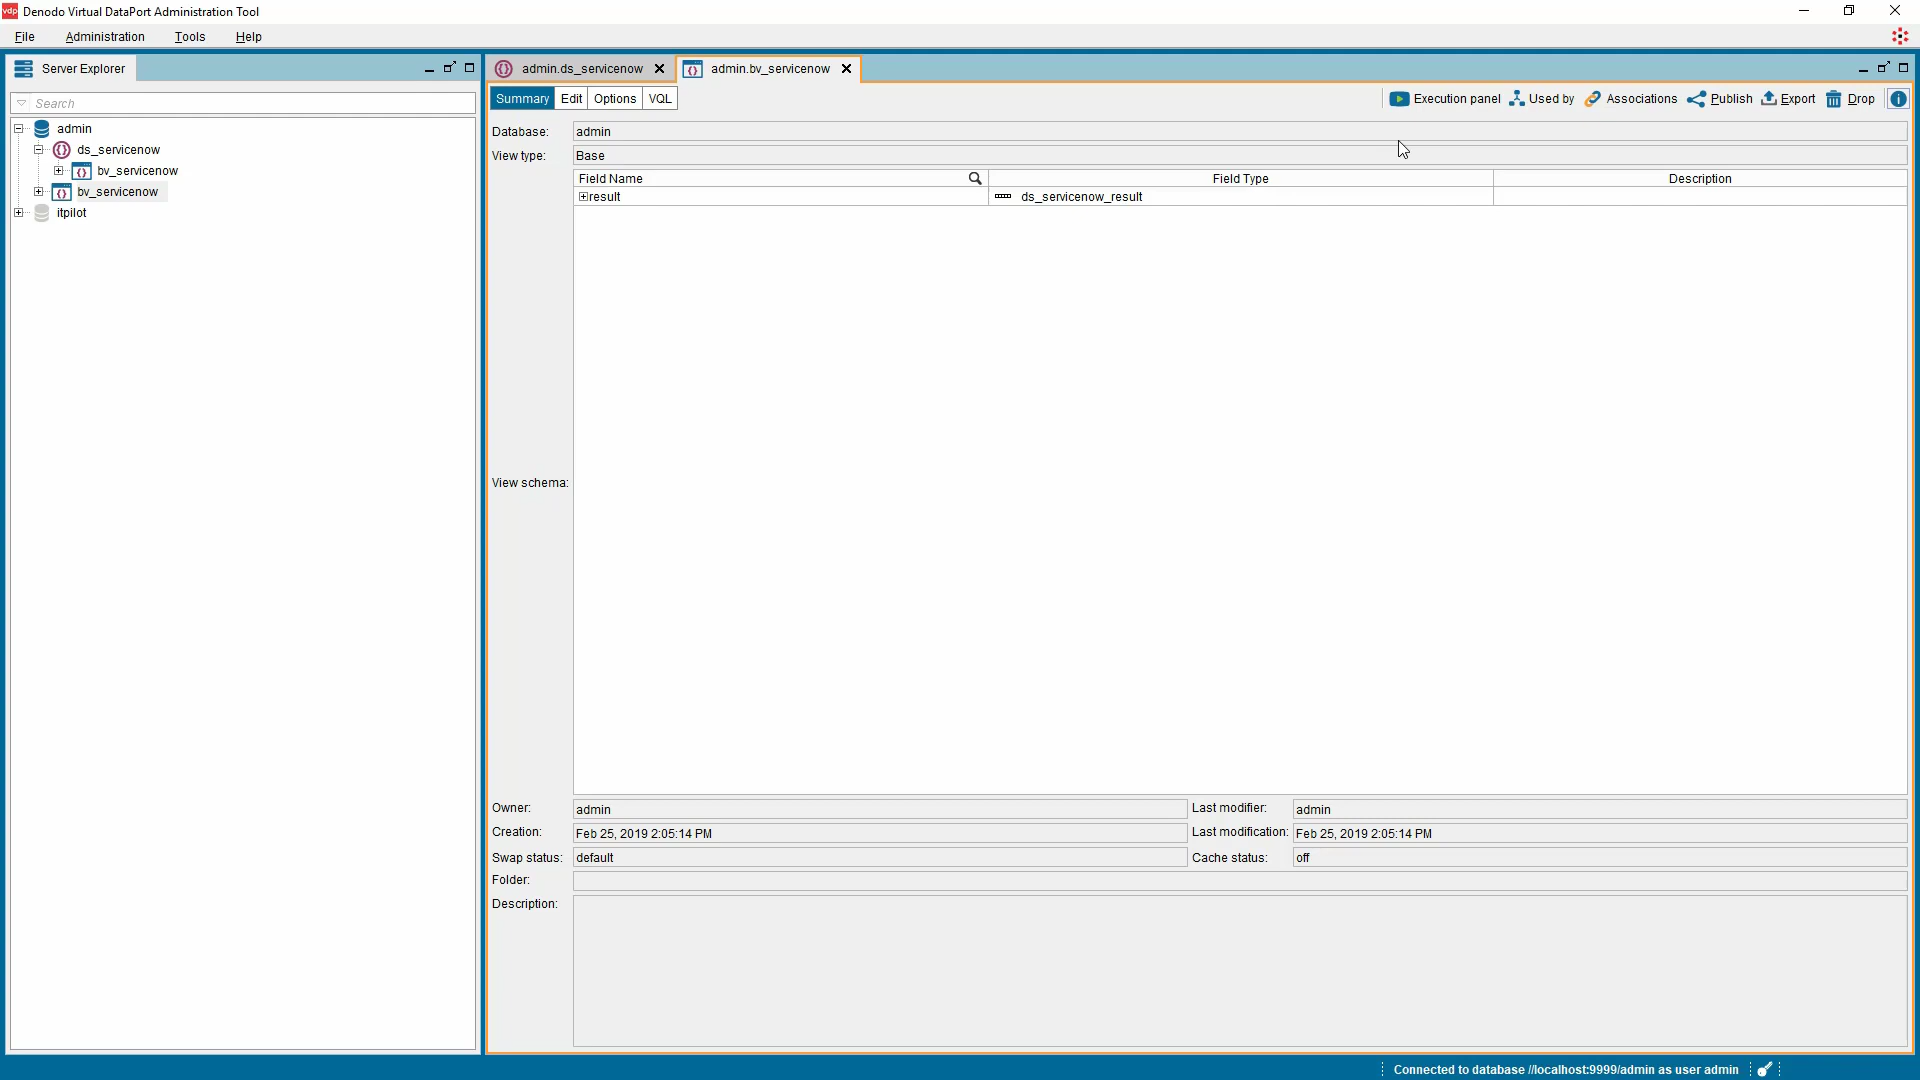 vdp Denodo Virtual DataPort Administration Tool
File Administration Tools Help
Server Explorer
Search
admin
ds_servicenow
bv_servicenow
bv_servicenow
itpilot
admin.ds_servicenow admin.bv_servicenow
Summary Edit Options VQL
Execution panel Used by Associations Publish Export Drop
Database: admin
View type: Base
Field Name Field Type Description
result ds_servicenow_result
View schema:
Owner: admin Last modifier: admin
Creation: Feb 25, 2019 2:05:14 PM Last modification: Feb 25, 2019 2:05:14 PM
Swap status: default Cache status: off
Folder:
Description:
Connected to database //localhost:9999/admin as user admin